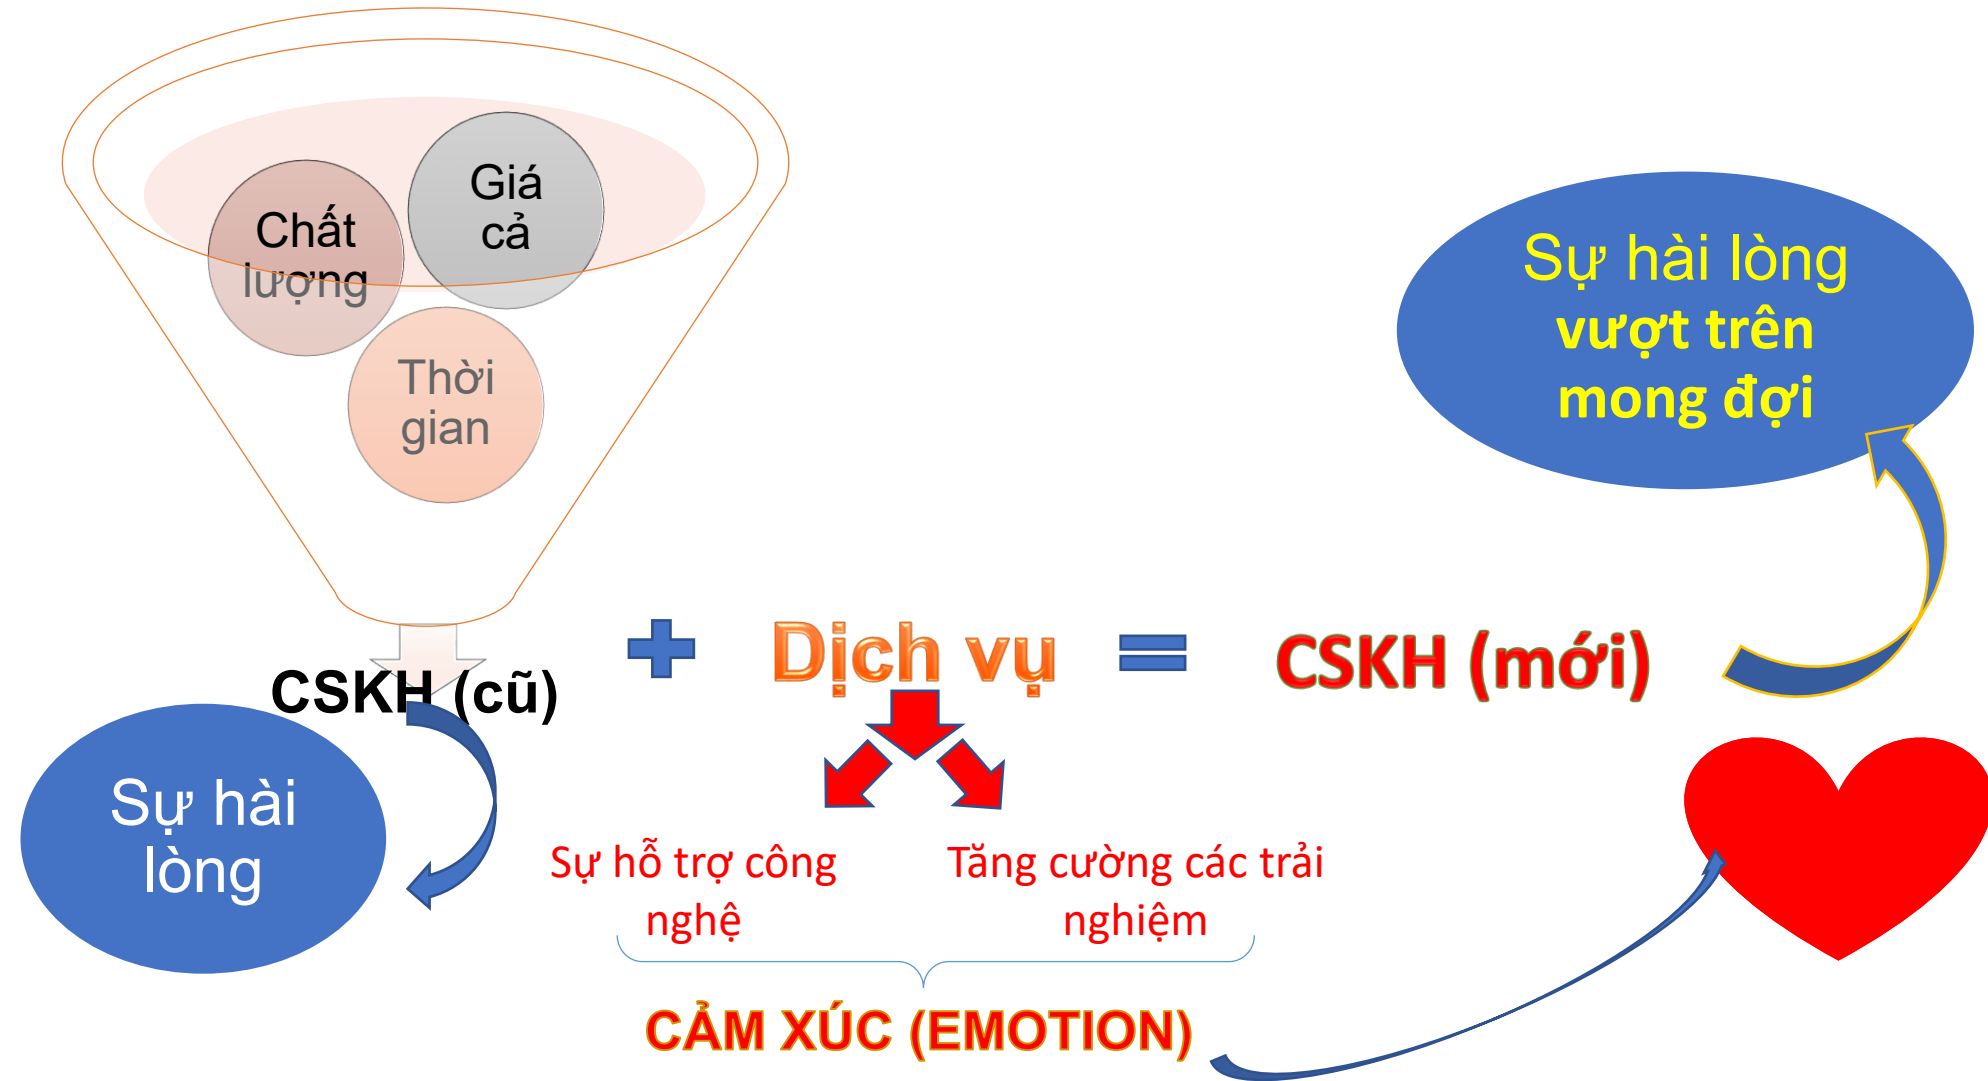 Giá
cả
Chất
lượng
Thời
gian
CSKH (cũ)
Sự hài
lòng
Dịch vụ
CSKH (mới)
Sự hài lòng
vượt trên
mong đợi
Sự hỗ trợ công
nghệ
Tăng cường các trải
nghiệm
CẢM XÚC (EMOTION)